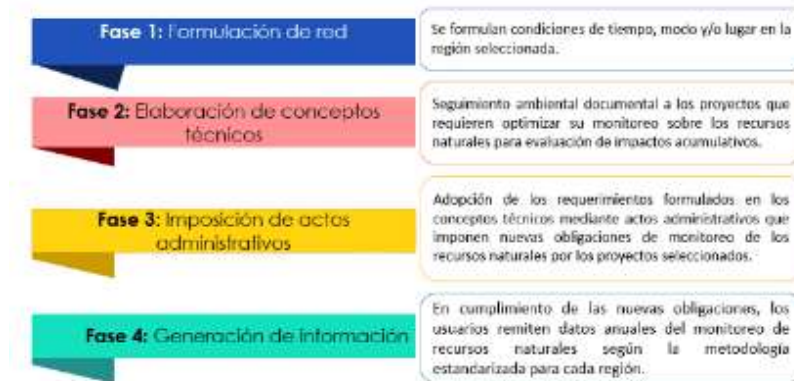 Fase 1: Formulación de red
Se formulan condiciones de tiempo, modo y/o lugar en la
región seleccionada.
Fase 2: Elaboración de conceptos
técnicos
Seguimiento ambiental documental a los proyectos que
requieren optimizar su monitoreo sobre los recursos
naturales para evaluación de impactos acumulativos.
Fase 3: Imposición de actos
administrativos
Adopción de los requerimientos formulados en los
conceptos técnicos mediante actos administrativos que
imponen nuevas obligaciones de monitoreo de los
recursos naturales por los proyectos seleccionados.
Fase 4: Generación de información
En cumplimiento de las nuevas obligaciones, los
usuarios remiten datos anuales del monitoreo de
recursos naturales según la metodología
estandarizada para cada región.